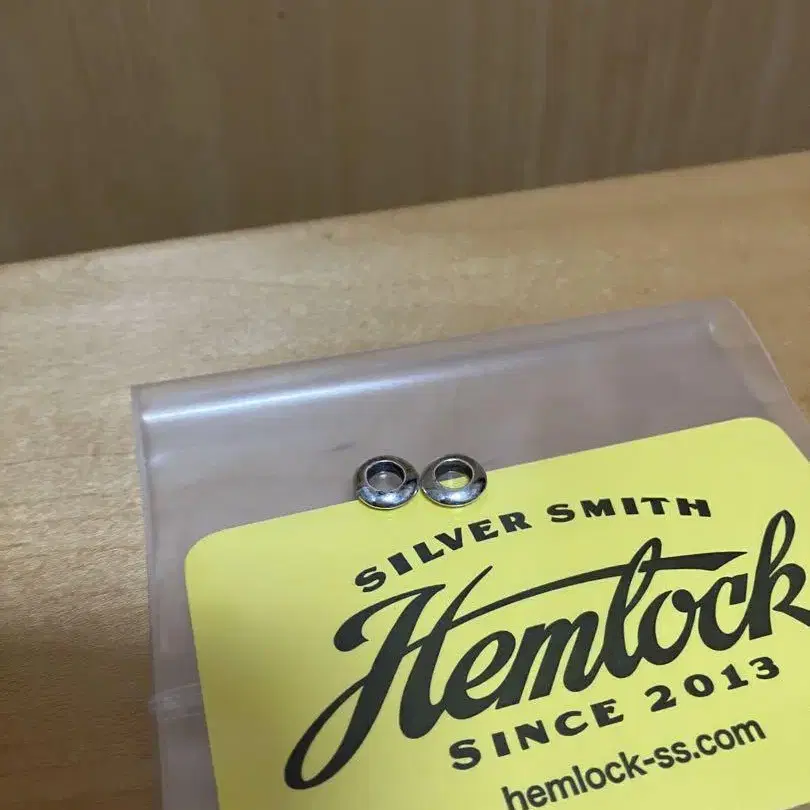 SILVER SMITH
Hemlock
SINCE 2013
hemlock-ss.com